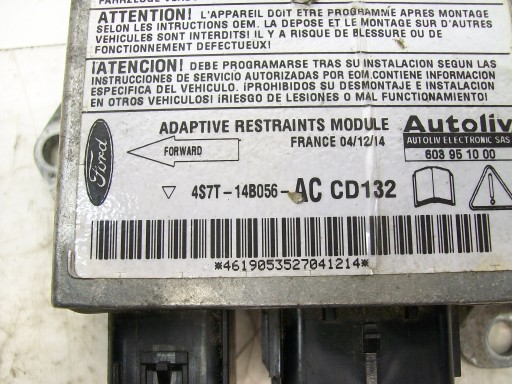 ATTENTION! L'APPAREIL DOIT ETRE PROGRAMMÉ APRES MONTAGE
SELON LES INTRUCTIONS OEM. LA DEPOSE ET LE MONTAGE SUR D'AUTRES
VEHICULES SONT INTERDITS! IL Y A RISQUE DE BLESSURE OU DE
FONCTIONNEMENT DEFECTUEUX!
¡ATENCION! DEBE PROGRAMARSE TRAS SU INSTALACION SEGUN LAS
INSTRUCCIONES DE SERVICIO AUTORIZADAS POR EOM.CONTIENE INFORMACION
ESPECIFICA DEL VEHICULO. ¡PROHIBIDOS SU DESMONTAJE E INSTALACION
EN OTROS VEHICULOS! ¡RIESGO DE LESIONES O MAL FUNCIONAMIENTO!
ADAPTIVE RESTRAINTS MODULE Autoliv
FRANCE 04/12/14 AUTOLIV ELECTRONIC SAS
Ford FORWARD 603 95 10 00
4S7T-14B056-AC CD132
*4619053527041214*